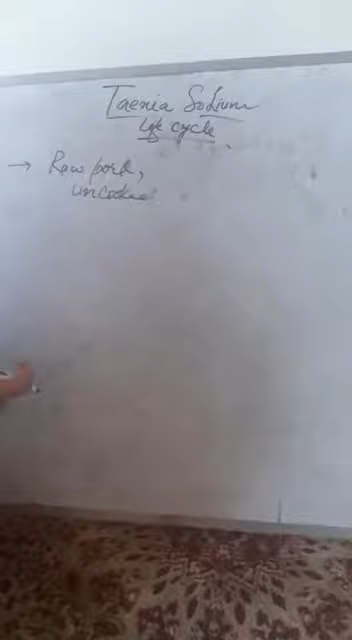 Taenia Solium
Life cycle
→ Raw pork,
uncooked